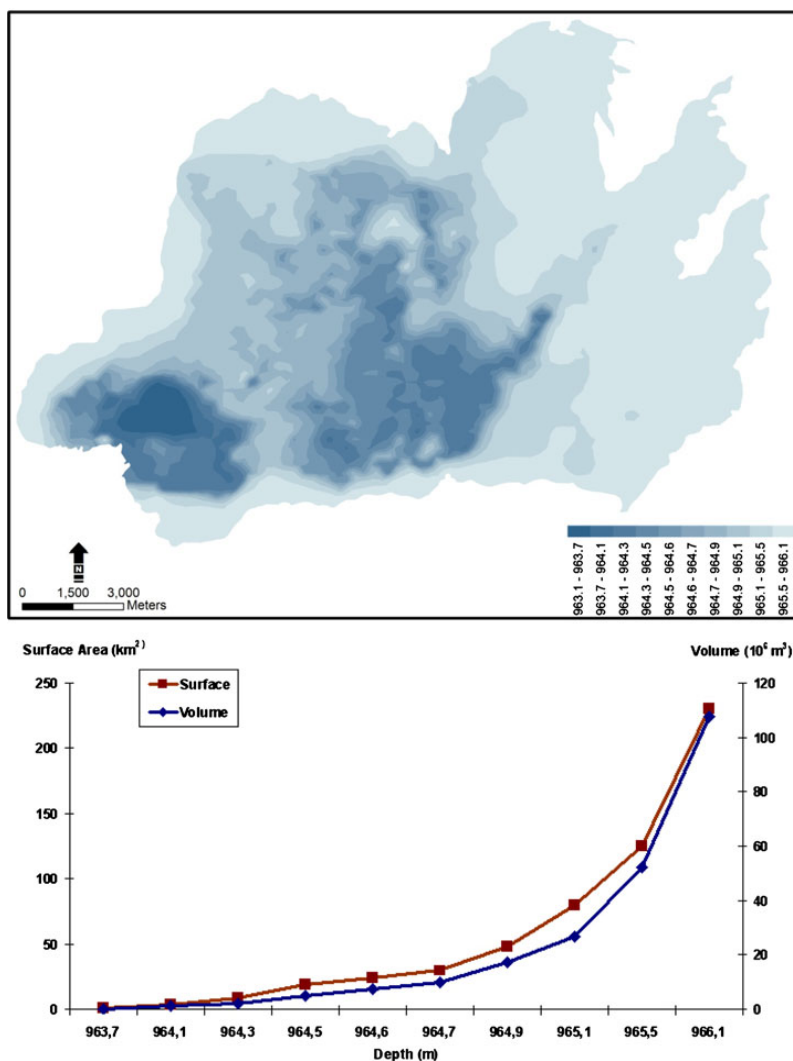 N
0 1,500 3,000
Meters
963.1 - 963.7
963.7 - 964.1
964.1 - 964.3
964.3 - 964.5
964.5 - 964.6
964.6 - 964.7
964.7 - 964.9
964.9 - 965.1
965.1 - 965.5
965.5 - 966.1
Surface Area (km²⁾
Volume (10⁶ m³)
Surface
Volume
250
200
150
100
50
0
120
100
80
60
40
20
0
963,7 964,1 964,3 964,5 964,6 964,7 964,9 965,1 965,5 966,1
Depth (m)